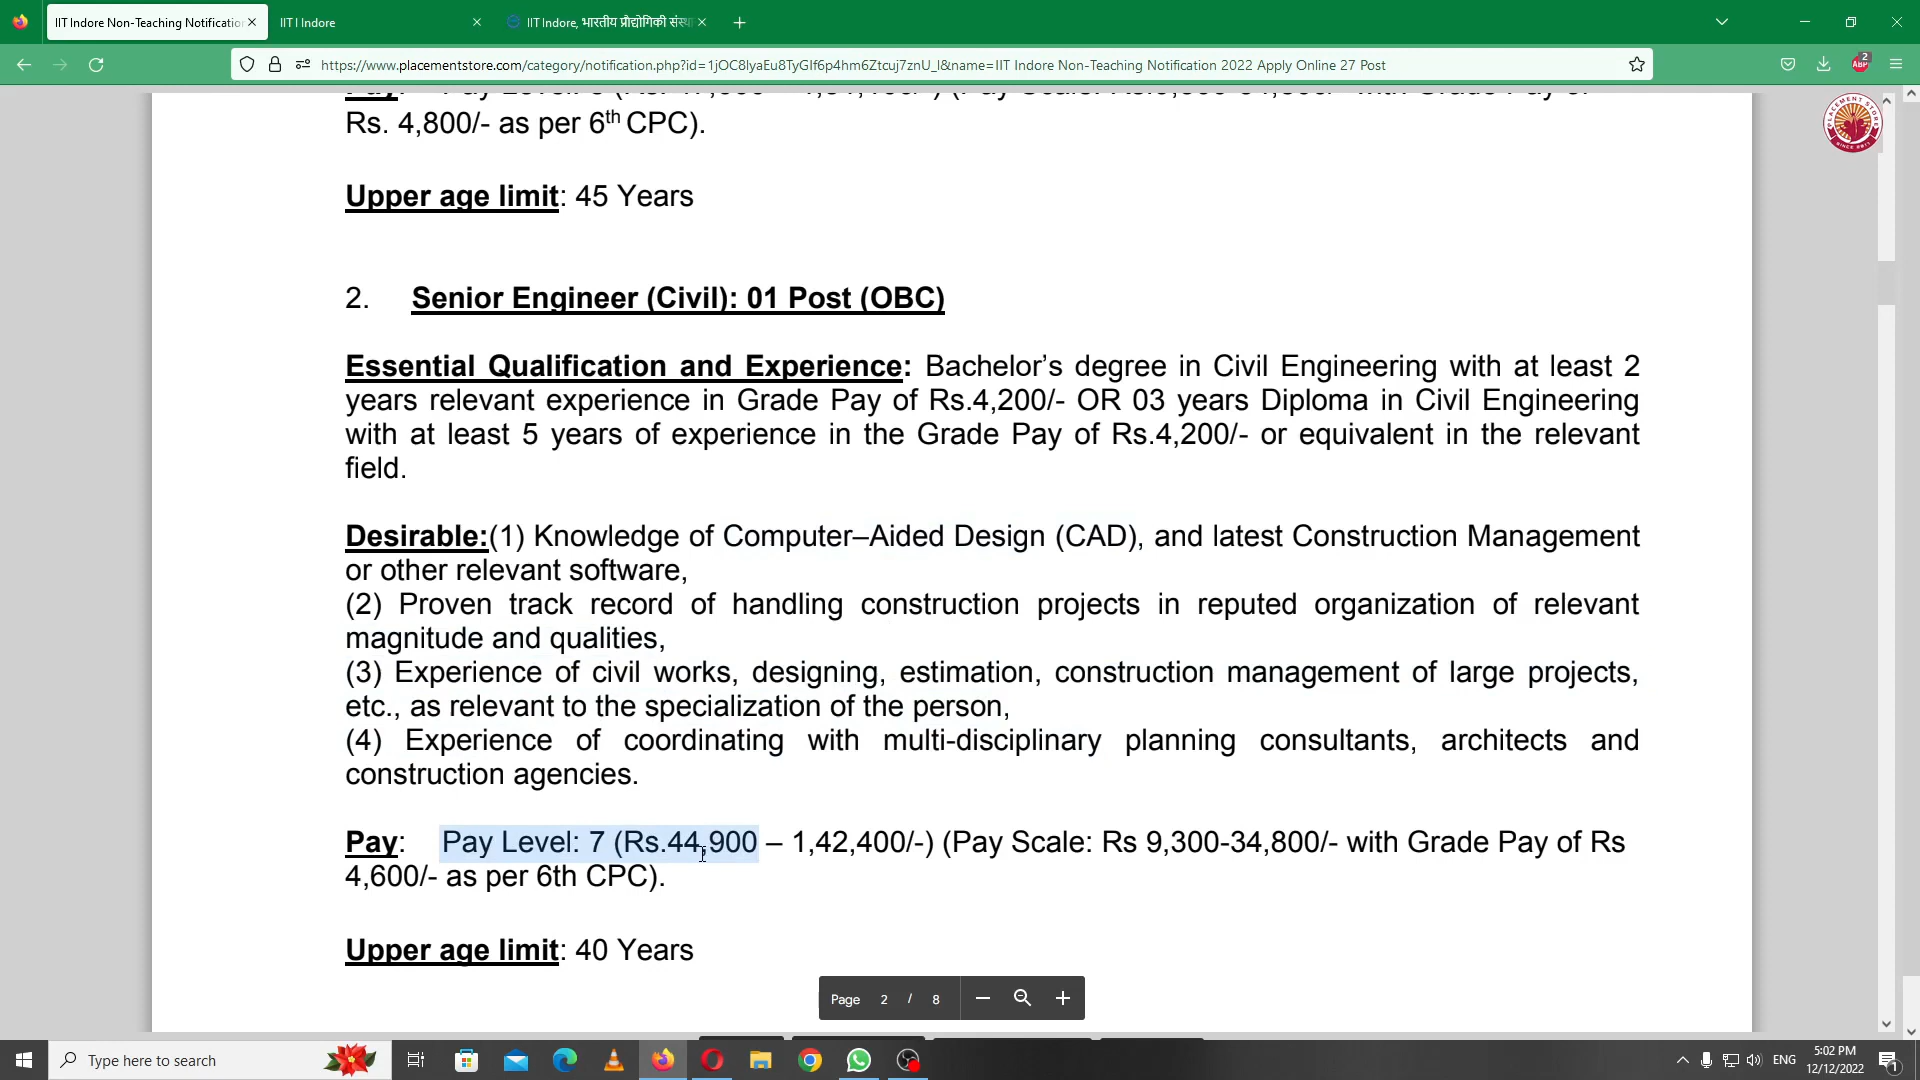 IIT Indore Non-Teaching Notification
IIT I Indore
IIT Indore, भारतीय प्रौद्योगिकी संस्था
https://www.placementstore.com/category/notification.php?id=1jOC8lyaEu8TyGIf6p4hm6Ztcuj7znU_I&name=IIT Indore Non-Teaching Notification 2022 Apply Online 27 Post
2
ABP
PLACEMENT STORE
Rs. 4,800/- as per 6th CPC).
Upper age limit: 45 Years
2. Senior Engineer (Civil): 01 Post (OBC)
Essential Qualification and Experience: Bachelor’s degree in Civil Engineering with at least 2
years relevant experience in Grade Pay of Rs.4,200/- OR 03 years Diploma in Civil Engineering
with at least 5 years of experience in the Grade Pay of Rs.4,200/- or equivalent in the relevant
field.
Desirable:(1) Knowledge of Computer–Aided Design (CAD), and latest Construction Management
or other relevant software,
(2) Proven track record of handling construction projects in reputed organization of relevant
magnitude and qualities,
(3) Experience of civil works, designing, estimation, construction management of large projects,
etc., as relevant to the specialization of the person,
(4) Experience of coordinating with multi-disciplinary planning consultants, architects and
construction agencies.
Pay: Pay Level: 7 (Rs.44,900 – 1,42,400/-) (Pay Scale: Rs 9,300-34,800/- with Grade Pay of Rs
4,600/- as per 6th CPC).
Upper age limit: 40 Years
Page 2 / 8
Type here to search
ENG
5:02 PM
12/12/2022
1